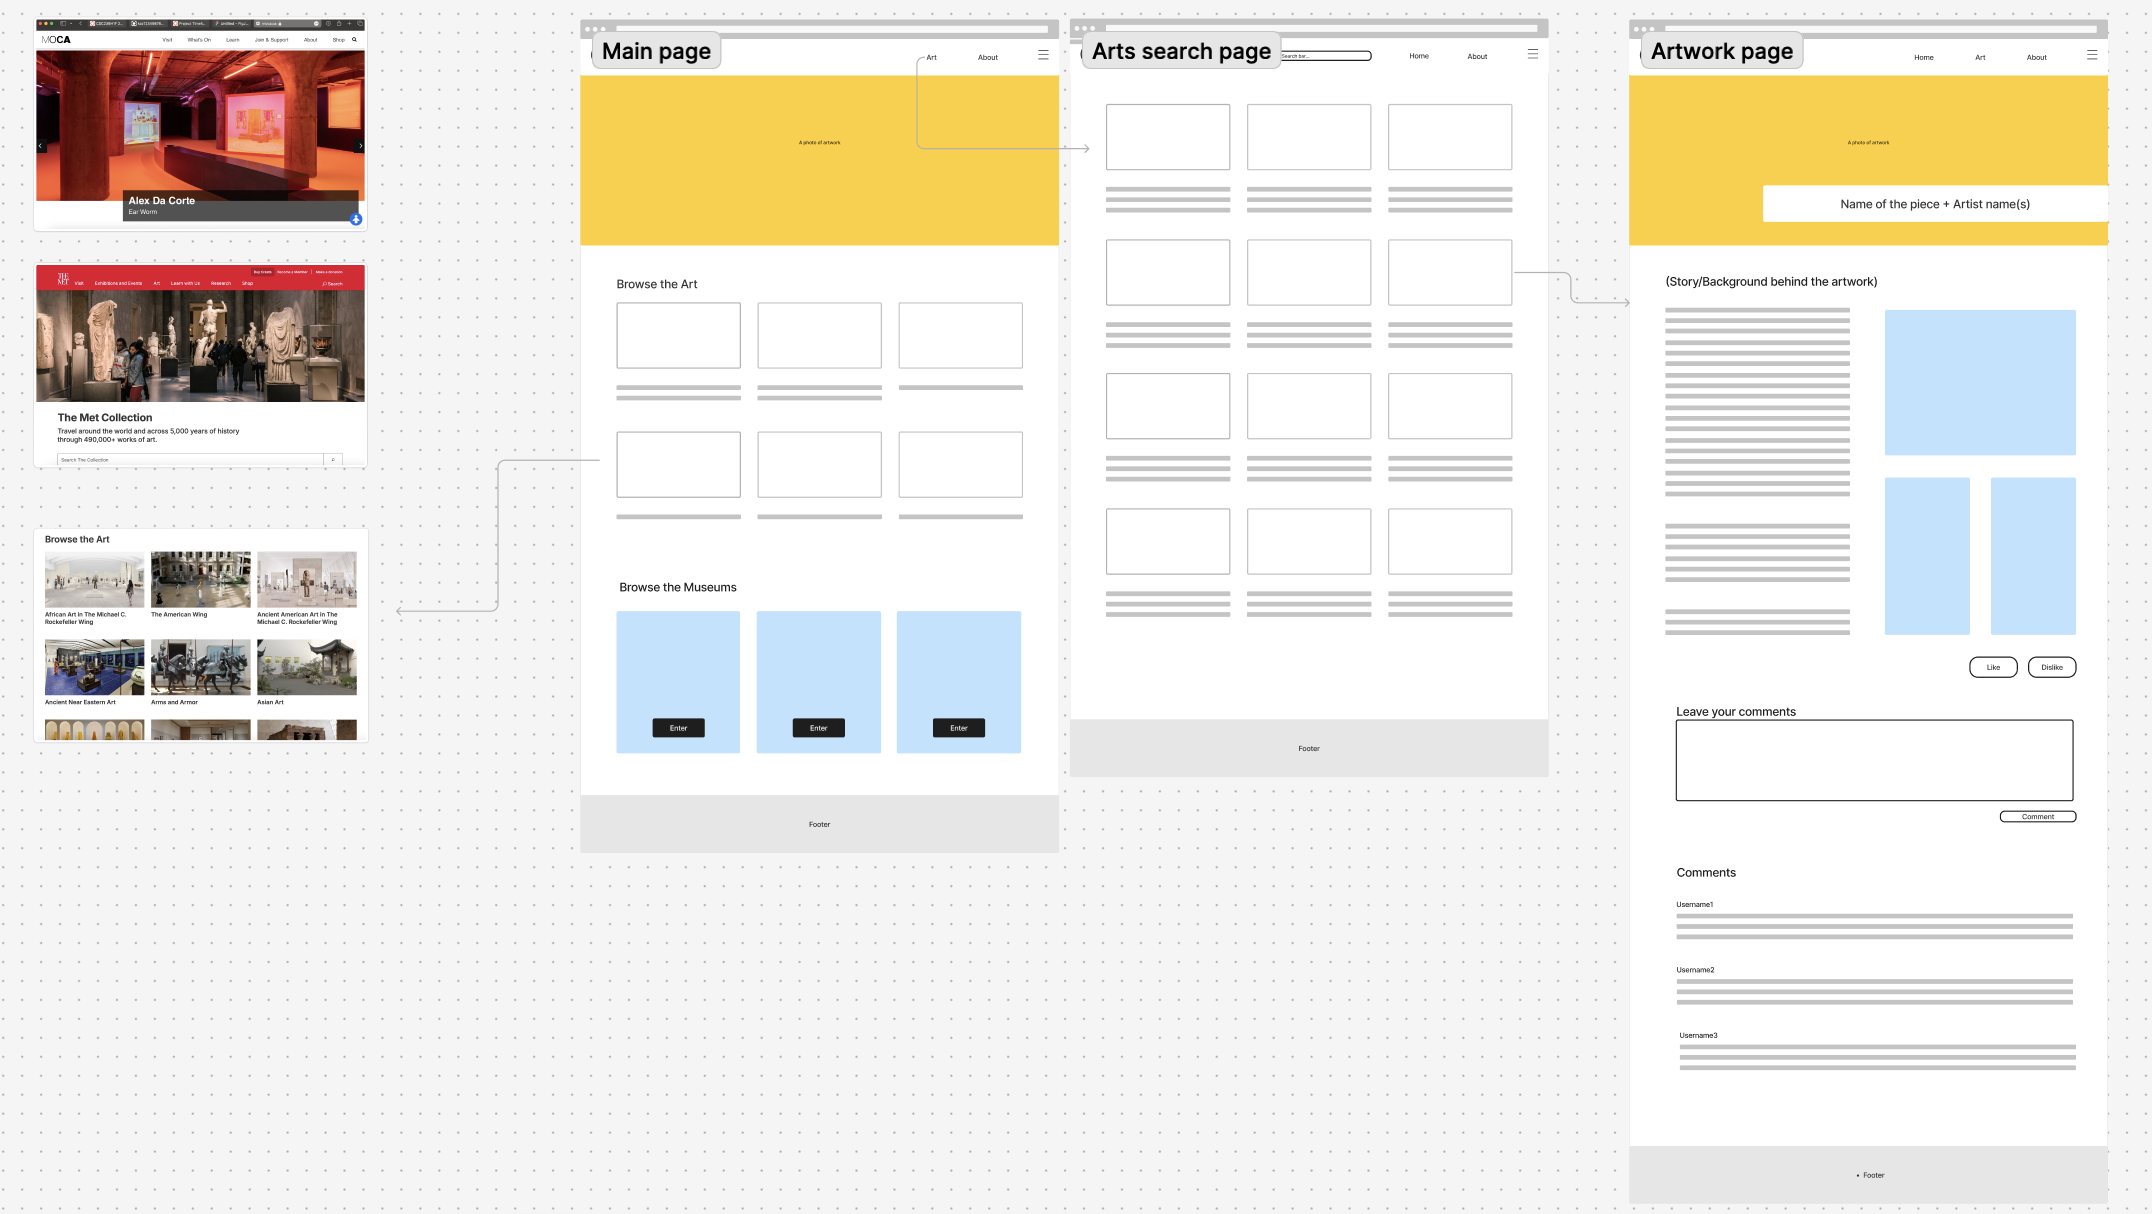 MOCA
Visit
What's On
Learn
Join & Support
About
Shop
Alex Da Corte
Ear Worm
THE
MET
Buy tickets
Become a Member
Make a donation
Visit
Exhibitions and Events
Art
Learn with Us
Research
Shop
Search
The Met Collection
Travel around the world and across 5,000 years of history
through 490,000+ works of art.
Search The Collection
Browse the Art
African Art in The Michael C.
Rockefeller Wing
The American Wing
Ancient American Art in The
Michael C. Rockefeller Wing
Ancient Near Eastern Art
Arms and Armor
Asian Art
Main page
Art
About
A photo of artwork
Browse the Art
Browse the Museums
Enter
Enter
Enter
Footer
Arts search page
Search bar...
Home
About
Footer
Artwork page
Home
Art
About
A photo of artwork
Name of the piece + Artist name(s)
(Story/Background behind the artwork)
Like
Dislike
Leave your comments
Comment
Comments
Username1
Username2
Username3
• Footer